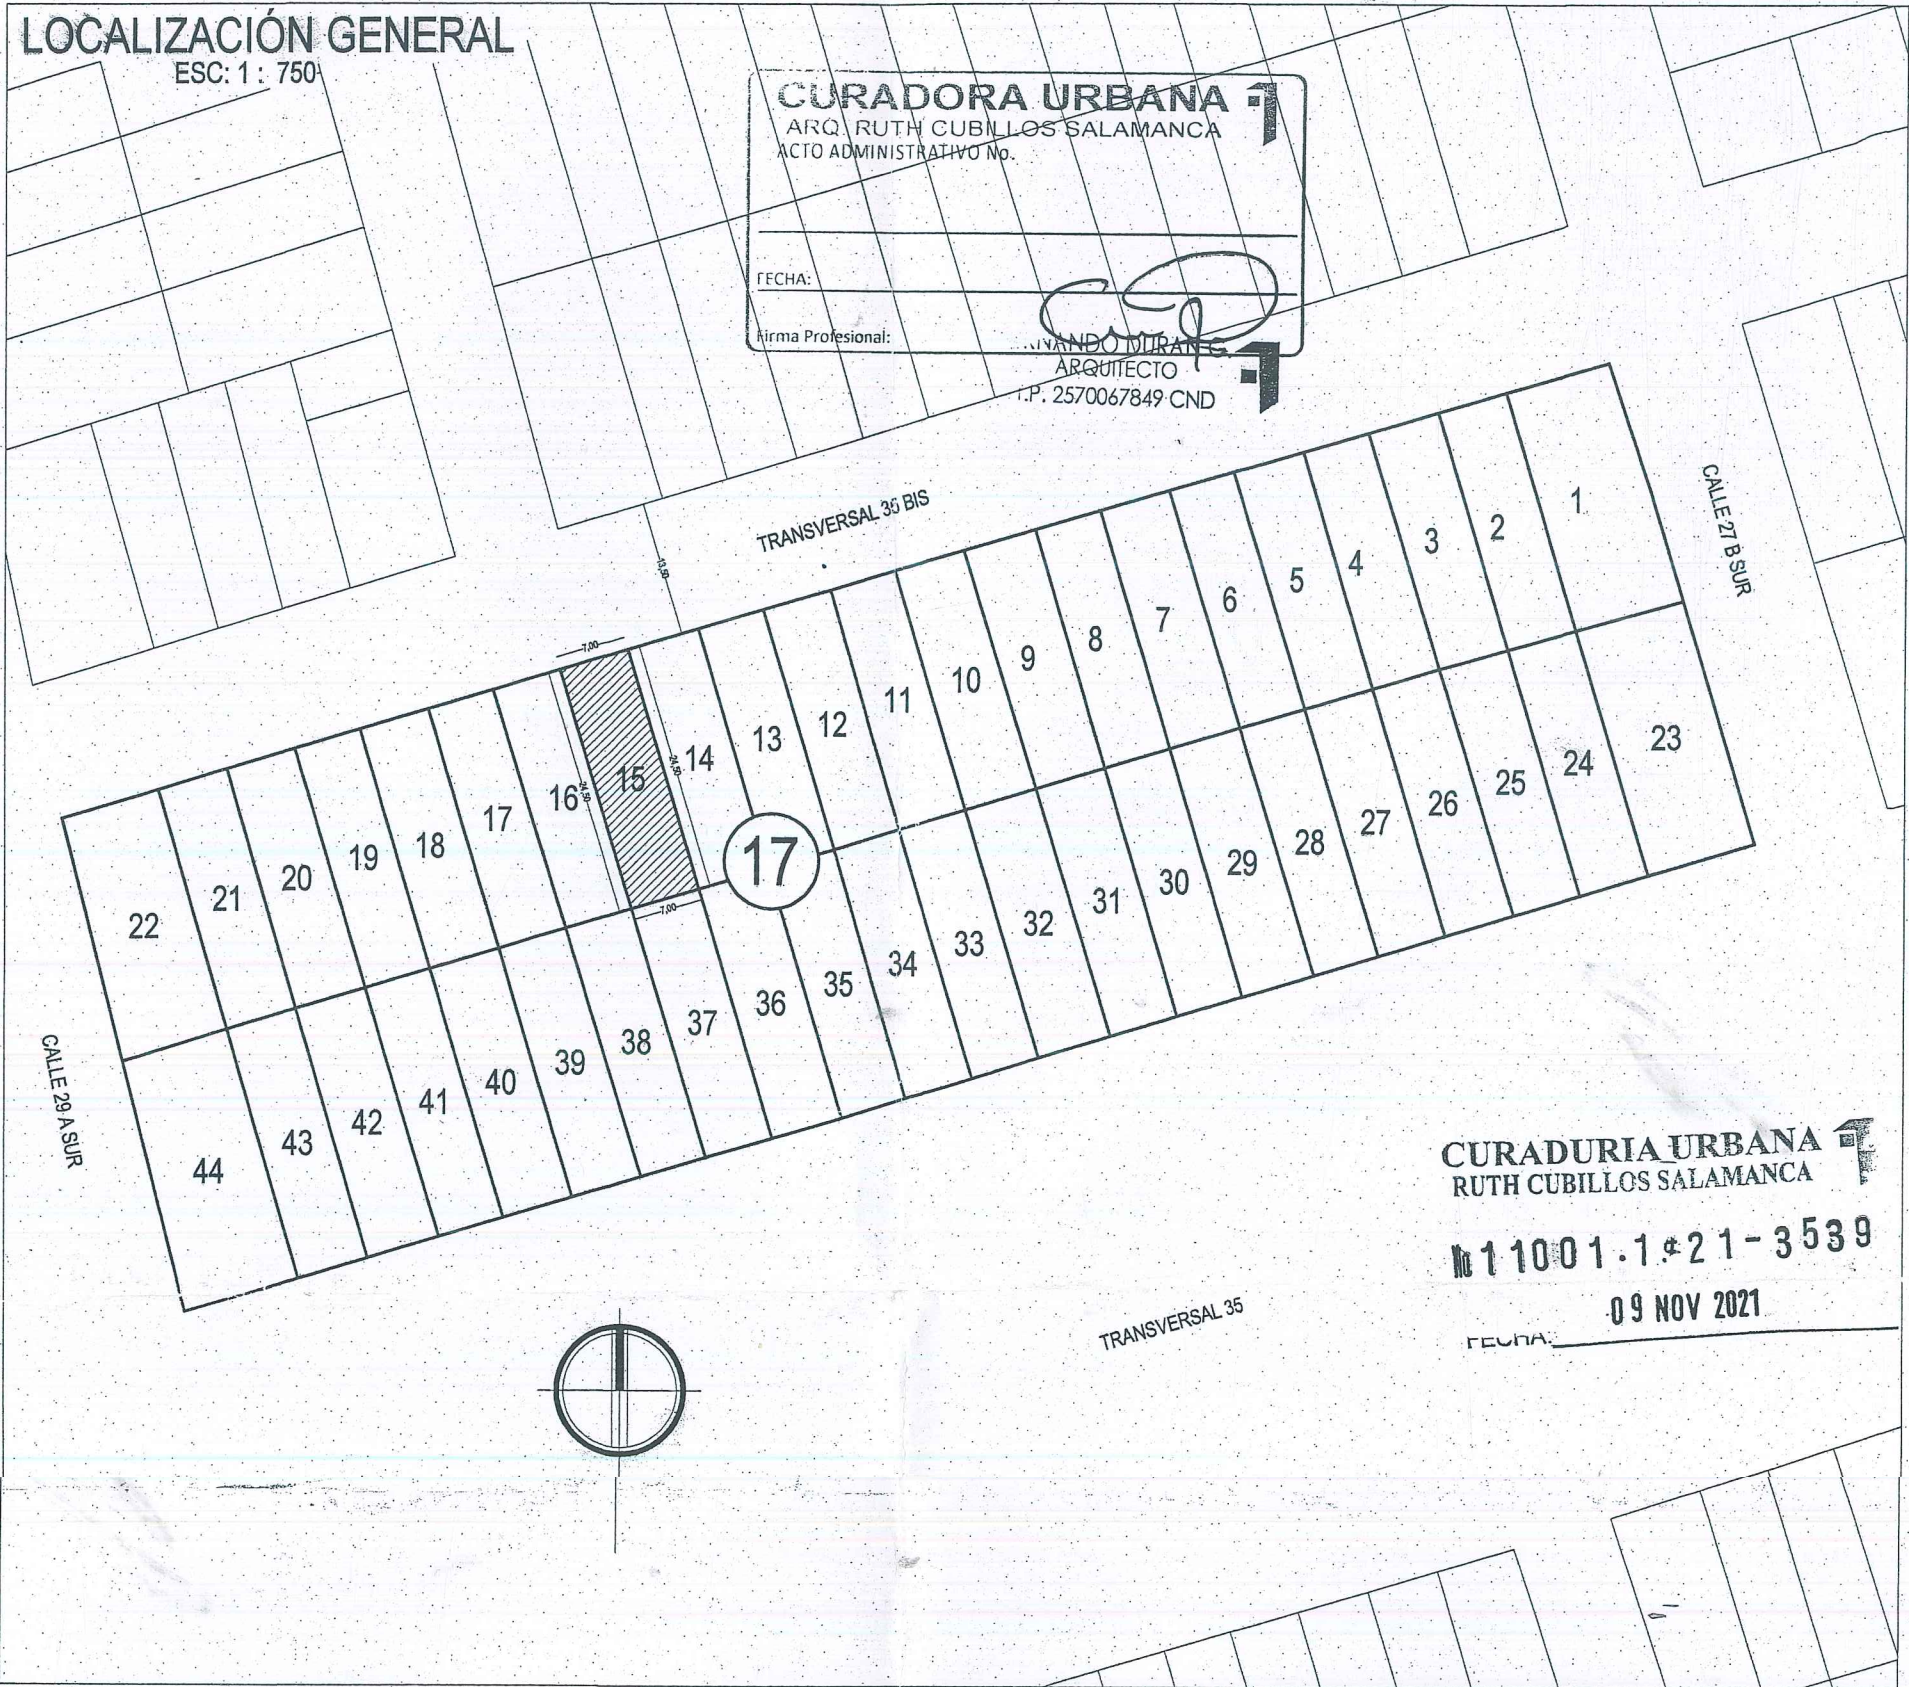 LOCALIZACIÓN GENERAL
ESC: 1 : 750
CURADORA URBANA
ARQ. RUTH CUBILLOS SALAMANCA
ACTO ADMINISTRATIVO No.
FECHA:
Firma Profesional:
ARQUITECTO
.P. 2570067849 CND
TRANSVERSAL 35 BIS
CALLE 27 B SUR
13,50
7,00
1
2
3
4
5
6
7
8
9
10
11
12
13
14
24,50
15
24,50
16
17
18
19
20
21
22
17
7,00
23
24
25
26
27
28
29
30
31
32
33
34
35
36
37
38
39
40
41
42
43
44
CALLE 29 A SUR
CURADURIA URBANA
RUTH CUBILLOS SALAMANCA
09 NOV 2021
FECHA:
TRANSVERSAL 35